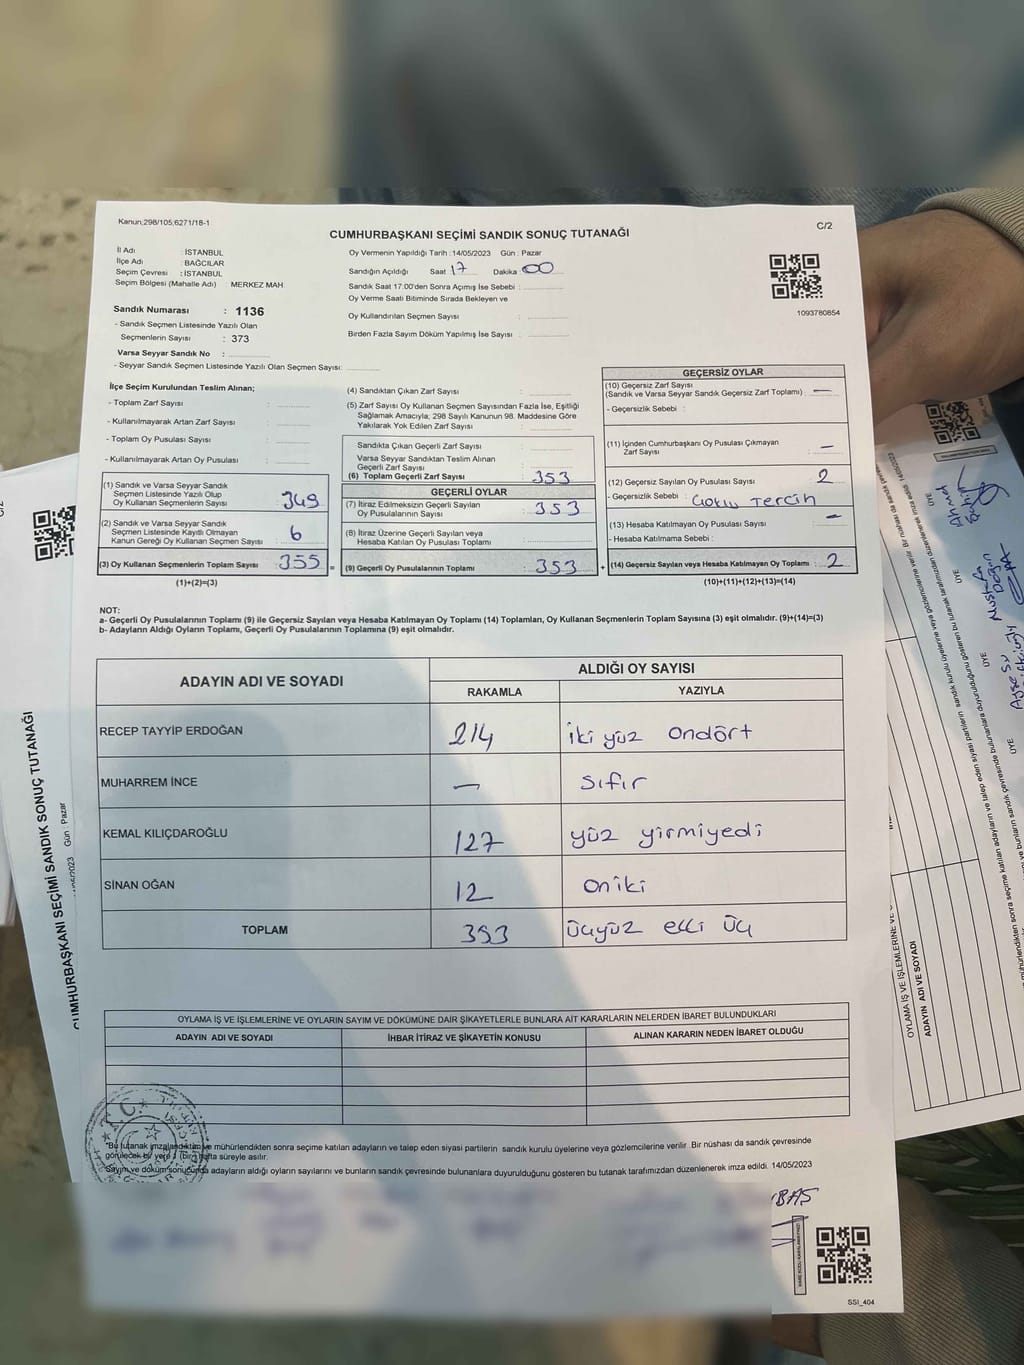 Kanun;298/105,6271/18-1
C/2
CUMHURBAŞKANI SEÇİMİ SANDIK SONUÇ TUTANAĞI
İl Adı : İSTANBUL
İlçe Adı : BAĞCILAR
Seçim Çevresi : İSTANBUL
Seçim Bölgesi (Mahalle Adı) : MERKEZ MAH
Sandık Numarası : 1136
- Sandık Seçmen Listesinde Yazılı Olan
Seçmenlerin Sayısı : 373
Varsa Seyyar Sandık No :
- Seyyar Sandık Seçmen Listesinde Yazılı Olan Seçmen Sayısı:
Oy Vermenin Yapıldığı Tarih : 14/05/2023 Gün : Pazar
Sandığın Açıldığı Saat 17 Dakika 00
Sandık Saat 17:00'den Sonra Açımış İse Sebebi :
Oy Verme Saati Bitiminde Sırada Bekleyen ve
Oy Kullandırılan Seçmen Sayısı :
Birden Fazla Sayım Döküm Yapılmış İse Sayısı :
1093780854
İlçe Seçim Kurulundan Teslim Alınan;
- Toplam Zarf Sayısı :
- Kullanılmayarak Artan Zarf Sayısı :
- Toplam Oy Pusulası Sayısı :
- Kullanılmayarak Artan Oy Pusulası :
(1) Sandık ve Varsa Seyyar Sandık
Seçmen Listesinde Yazılı Olup
Oy Kullanan Seçmenlerin Sayısı : 349
(2) Sandık ve Varsa Seyyar Sandık
Seçmen Listesinde Kayıtlı Olmayan
Kanun Gereği Oy Kullanan Seçmen Sayısı : 6
(3) Oy Kullanan Seçmenlerin Toplam Sayısı : 355
(1)+(2)=(3)
(4) Sandıktan Çıkan Zarf Sayısı :
(5) Zarf Sayısı Oy Kullanan Seçmen Sayısından Fazla İse, Eşitliği
Sağlamak Amacıyla; 298 Sayılı Kanunun 98. Maddesine Göre
Yakılarak Yok Edilen Zarf Sayısı :
Sandıkta Çıkan Geçerli Zarf Sayısı :
Varsa Seyyar Sandıktan Teslim Alınan
Geçerli Zarf Sayısı :
(6) Toplam Geçerli Zarf Sayısı : 353
GEÇERLİ OYLAR
(7) İtiraz Edilmeksizin Geçerli Sayılan
Oy Pusulalarının Sayısı : 353
(8) İtiraz Üzerine Geçerli Sayılan veya
Hesaba Katılan Oy Pusulası Toplamı :
= (9) Geçerli Oy Pusulalarının Toplamı : 353
GEÇERSİZ OYLAR
(10) Geçersiz Zarf Sayısı
(Sandık ve Varsa Seyyar Sandık Geçersiz Zarf Toplamı) : —
- Geçersizlik Sebebi :
(11) İçinden Cumhurbaşkanı Oy Pusulası Çıkmayan
Zarf Sayısı : —
(12) Geçersiz Sayılan Oy Pusulası Sayısı : 2
- Geçersizlik Sebebi : Çoklu Tercih
(13) Hesaba Katılmayan Oy Pusulası Sayısı : —
- Hesaba Katılmama Sebebi :
+ (14) Geçersiz Sayılan veya Hesaba Katılmayan Oy Toplamı : 2
(10)+(11)+(12)+(13)=(14)
NOT:
a- Geçerli Oy Pusulalarının Toplamı (9) ile Geçersiz Sayılan veya Hesaba Katılmayan Oy Toplamı (14) Toplamları, Oy Kullanan Seçmenlerin Toplam Sayısına (3) eşit olmalıdır. (9)+(14)=(3)
b- Adayların Aldığı Oyların Toplamı, Geçerli Oy Pusulalarının Toplamına (9) eşit olmalıdır.
ADAYIN ADI VE SOYADI
ALDIĞI OY SAYISI
RAKAMLA YAZIYLA
RECEP TAYYİP ERDOĞAN 214 iki yüz ondört
MUHARREM İNCE — sıfır
KEMAL KILIÇDAROĞLU 127 yüz yirmiyedi
SİNAN OĞAN 12 oniki
TOPLAM 353 üçyüz elli üç
OYLAMA İŞ VE İŞLEMLERİNE VE OYLARIN SAYIM VE DÖKÜMÜNE DAİR ŞİKAYETLERLE BUNLARA AİT KARARLARIN NELERDEN İBARET BULUNDUKLARI
ADAYIN ADI VE SOYADI İHBAR İTİRAZ VE ŞİKAYETİN KONUSU ALINAN KARARIN NEDEN İBARET OLDUĞU
T.C.
"Bu tutanak imzalandıktan ve mühürlendikten sonra seçime katılan adayların ve talep eden siyasi partilerin sandık kurulu üyelerine veya gözlemcilerine verilir. Bir nüshası da sandık çevresinde
görülecek bir yere 1 (bir) hafta süreyle asılır.
Sayım ve döküm sonucunda adayların aldığı oyların sayılarını ve bunların sandık çevresinde bulunanlara duyurulduğunu gösteren bu tutanak tarafımızdan düzenlenerek imza edildi. 14/05/2023
BAŞ
SSI_404
CUMHURBAŞKANI SEÇİMİ SANDIK SONUÇ TUTANAĞI
Gün : Pazar
C/2
OYLAMA İŞ VE İŞLEMLERİNE VE
ADAYIN ADI VE SOYADI
ÜYE
ÜYE
ÜYE
ÜYE
Ahmet
Mustafa
Doğan
Ayşe